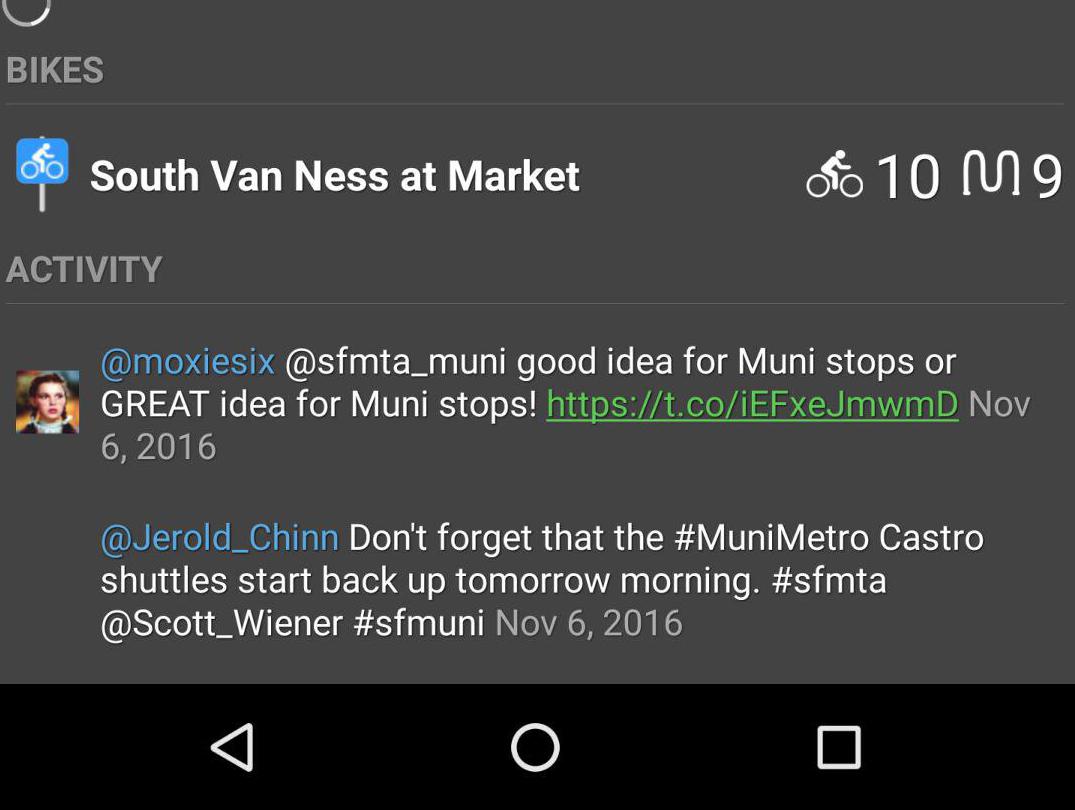 BIKES
South Van Ness at Market 10 9
ACTIVITY
@moxiesix @sfmta_muni good idea for Muni stops or
GREAT idea for Muni stops! https://t.co/iEFxeJmwmD Nov
6, 2016
@Jerold_Chinn Don't forget that the #MuniMetro Castro
shuttles start back up tomorrow morning. #sfmta
@Scott_Wiener #sfmuni Nov 6, 2016